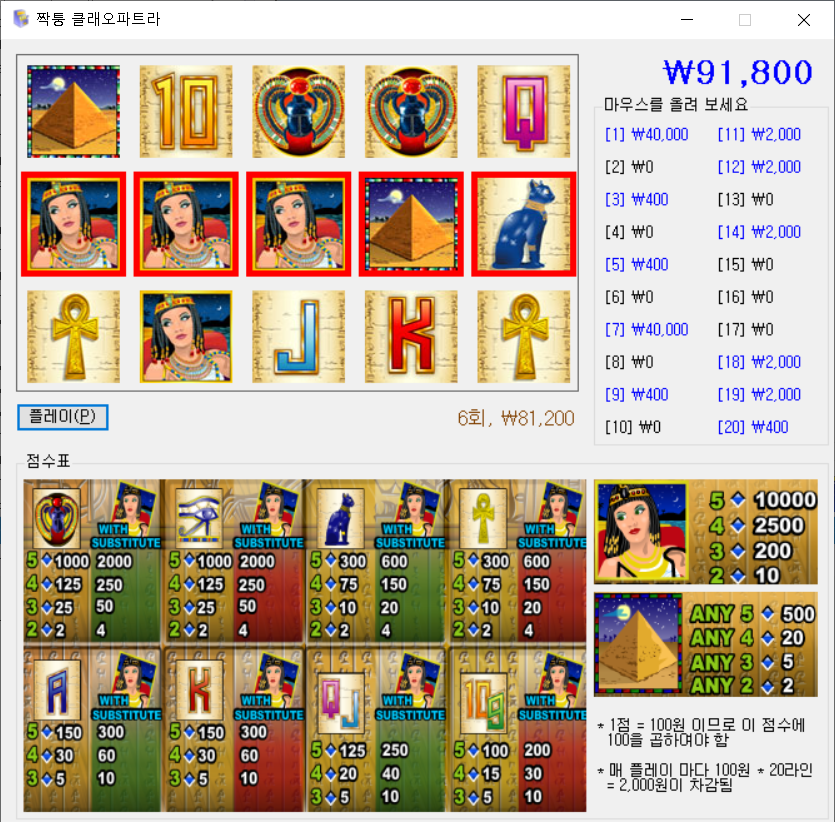 짝퉁 클래오파트라
₩91,800
마우스를 올려 보세요
[1] ₩40,000 [11] ₩2,000
[2] ₩0 [12] ₩2,000
[3] ₩400 [13] ₩0
[4] ₩0 [14] ₩2,000
[5] ₩400 [15] ₩0
[6] ₩0 [16] ₩0
[7] ₩40,000 [17] ₩0
[8] ₩0 [18] ₩2,000
[9] ₩400 [19] ₩2,000
[10] ₩0 [20] ₩400
10 Q
J K
플레이(P)
6회, ₩81,200
점수표
WITH SUBSTITUTE
5 1000 2000
4 125 250
3 25 50
2 2 4
WITH SUBSTITUTE
5 1000 2000
4 125 250
3 25 50
2 2 4
WITH SUBSTITUTE
5 300 600
4 75 150
3 10 20
2 2 4
WITH SUBSTITUTE
5 300 600
4 75 150
3 10 20
2 2 4
5 10000
4 2500
3 200
2 10
ANY 5 500
ANY 4 20
ANY 3 5
ANY 2 2
A
WITH SUBSTITUTE
5 150 300
4 30 60
3 5 10
K
WITH SUBSTITUTE
5 150 300
4 30 60
3 5 10
Q J
WITH SUBSTITUTE
5 125 250
4 20 40
3 5 10
10 9
WITH SUBSTITUTE
5 100 200
4 15 30
3 5 10
* 1점 = 100원 이므로 이 점수에
100을 곱하여야 함
* 매 플레이 마다 100원 * 20라인
= 2,000원이 차감됨